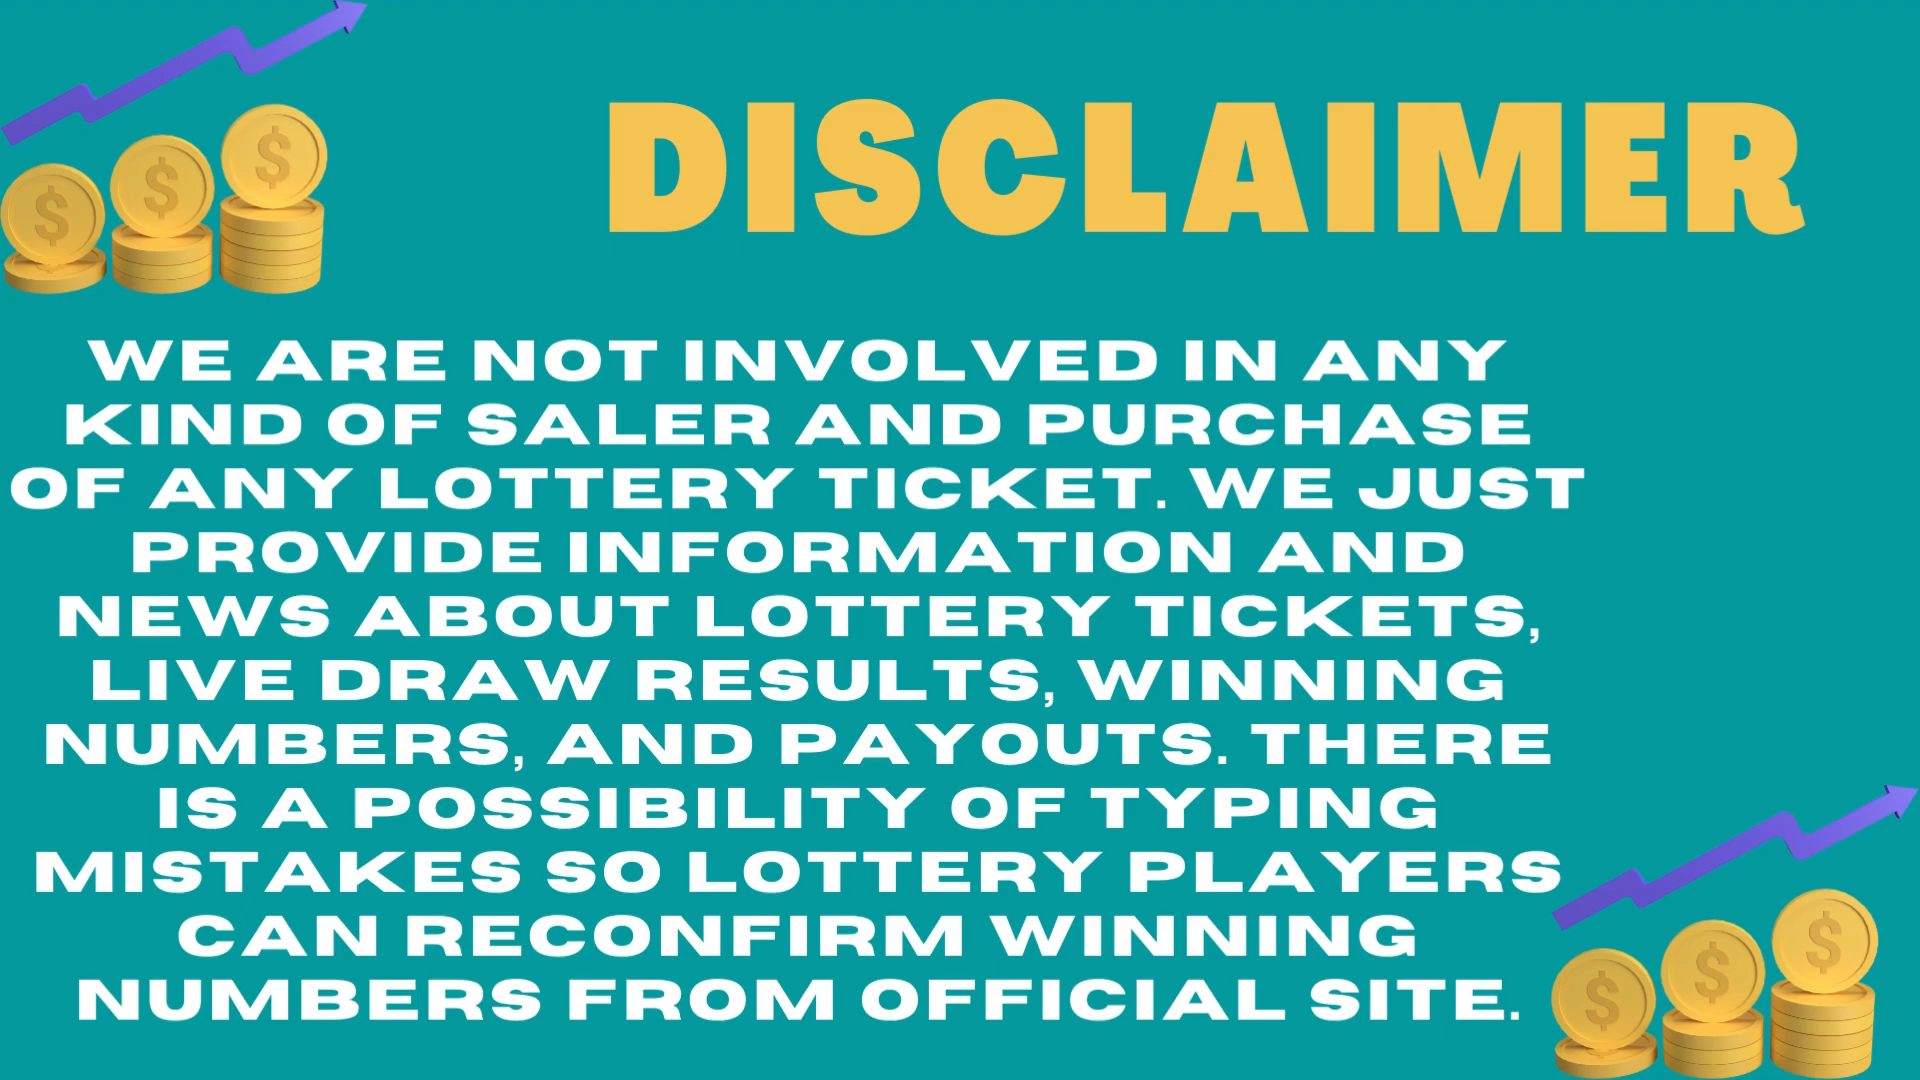 DISCLAIMER
WE ARE NOT INVOLVED IN ANY
KIND OF SALER AND PURCHASE
OF ANY LOTTERY TICKET. WE JUST
PROVIDE INFORMATION AND
NEWS ABOUT LOTTERY TICKETS,
LIVE DRAW RESULTS, WINNING
NUMBERS, AND PAYOUTS. THERE
IS A POSSIBILITY OF TYPING
MISTAKES SO LOTTERY PLAYERS
CAN RECONFIRM WINNING
NUMBERS FROM OFFICIAL SITE.